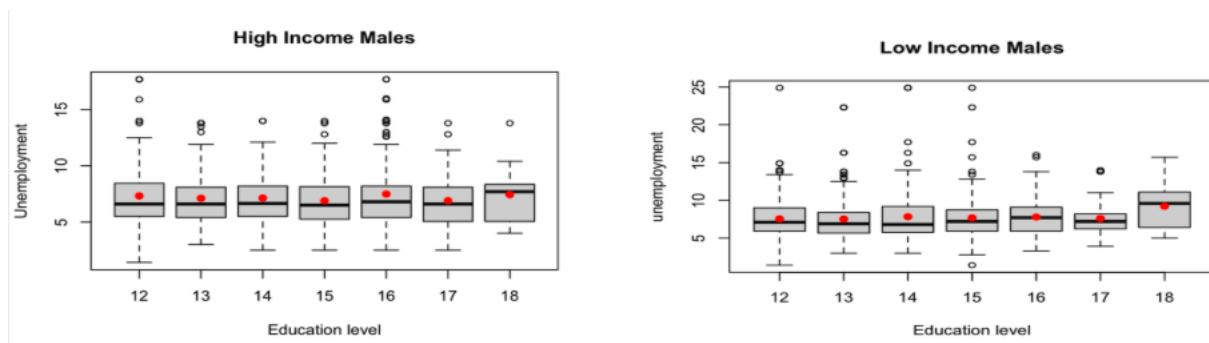 High Income Males
Unemployment
15
10
5
12 13 14 15 16 17 18
Education level
Low Income Males
unemployment
25
20
15
10
5
12 13 14 15 16 17 18
Education level